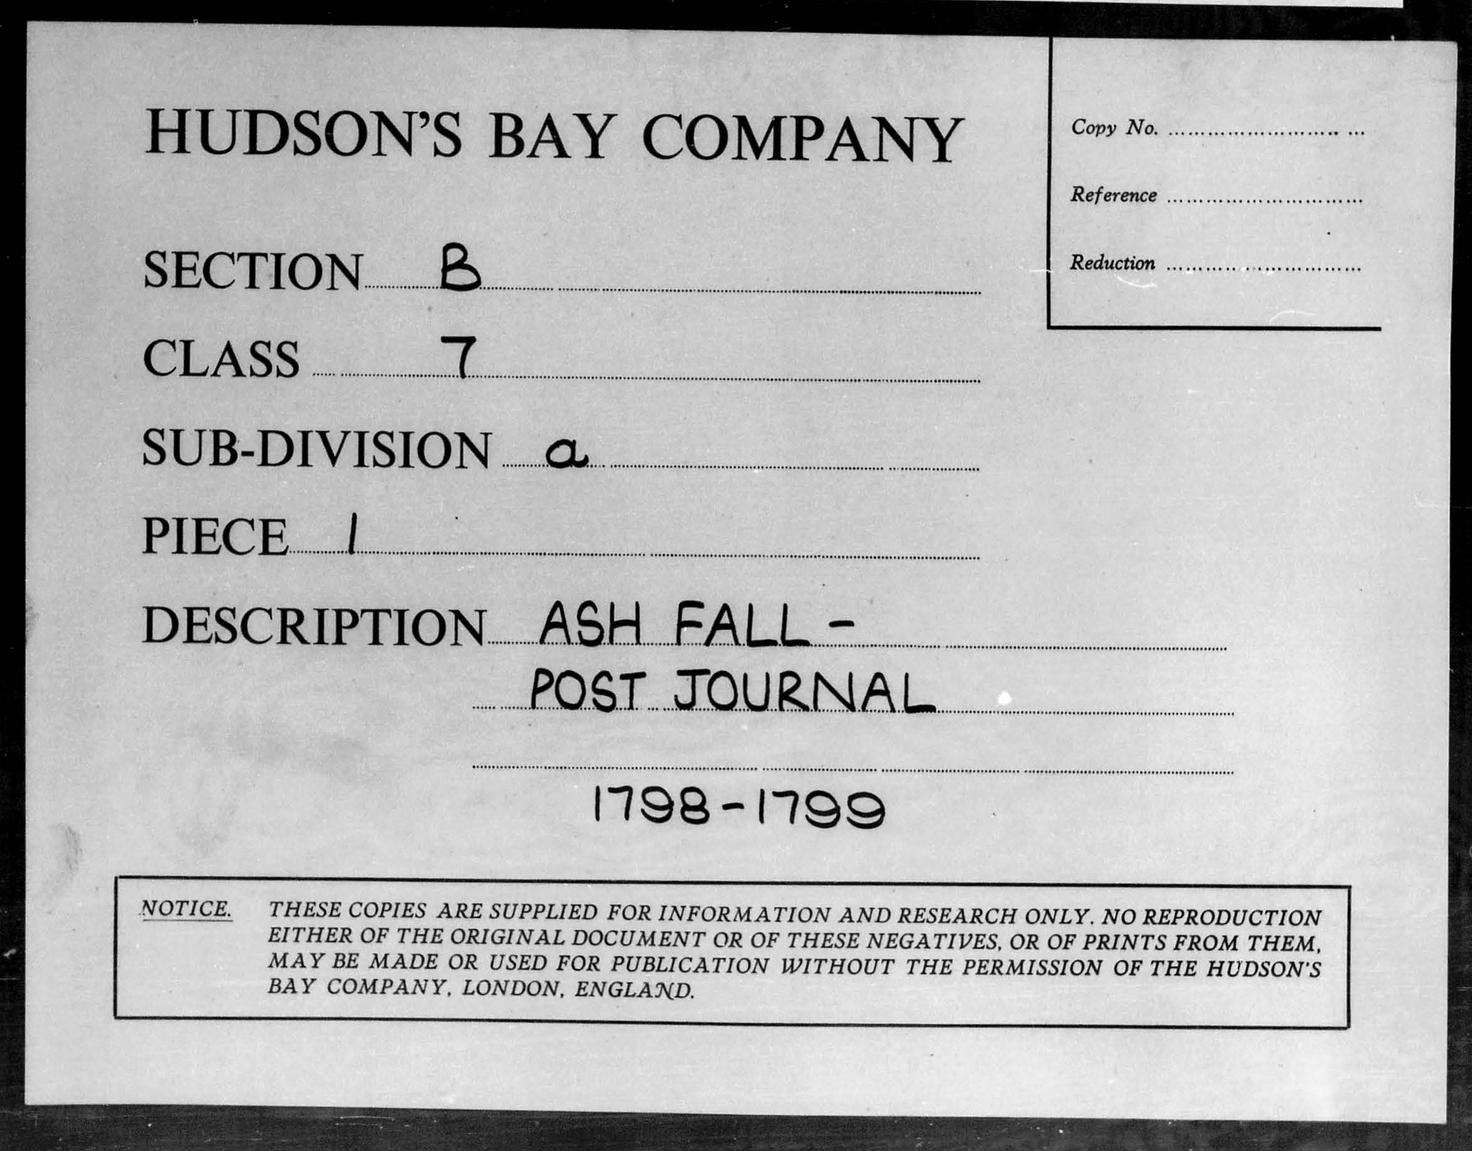 HUDSON'S BAY COMPANY
Copy No. ...........................
Reference ...........................
Reduction ...........................
SECTION B
CLASS 7
SUB-DIVISION a
PIECE 1
DESCRIPTION ASH FALL -
POST JOURNAL
1798-1799
NOTICE. THESE COPIES ARE SUPPLIED FOR INFORMATION AND RESEARCH ONLY. NO REPRODUCTION
EITHER OF THE ORIGINAL DOCUMENT OR OF THESE NEGATIVES, OR OF PRINTS FROM THEM,
MAY BE MADE OR USED FOR PUBLICATION WITHOUT THE PERMISSION OF THE HUDSON'S
BAY COMPANY, LONDON, ENGLAND.